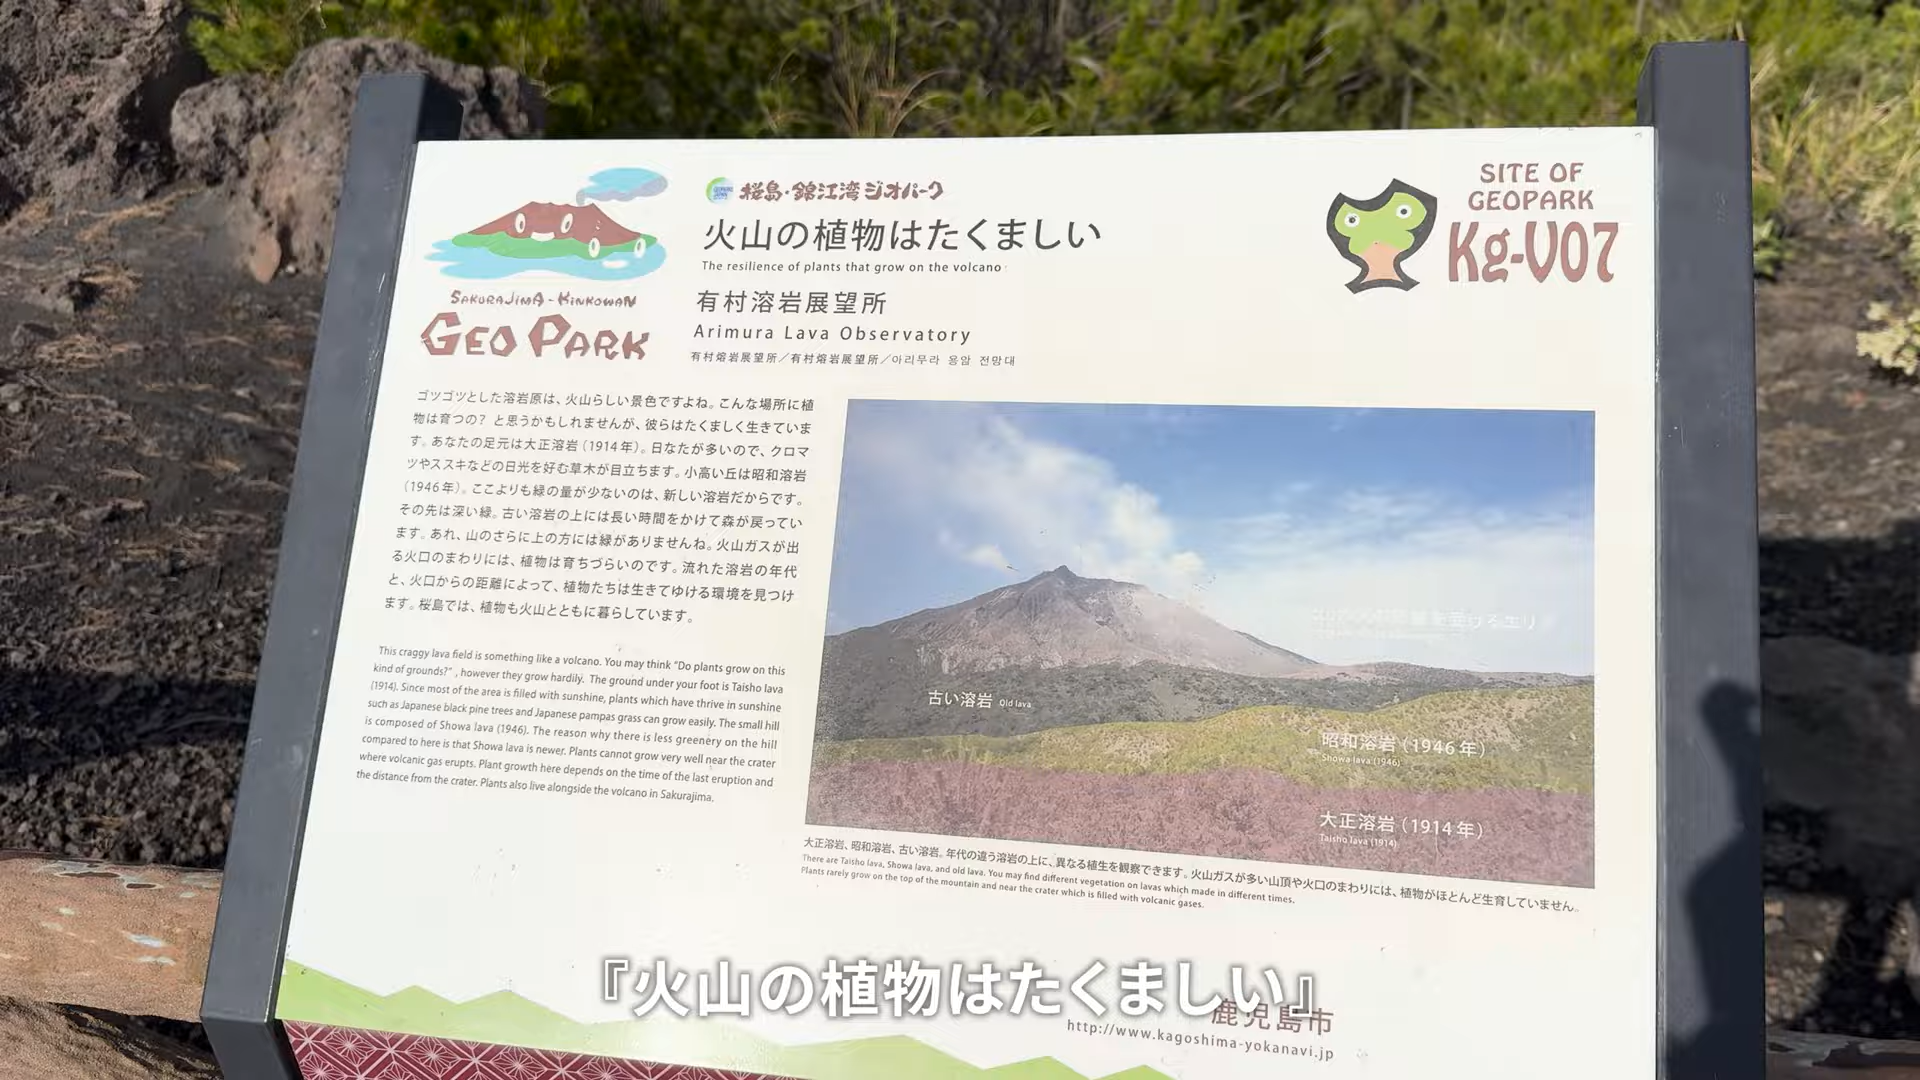 SAKURAJIMA-KINKOWAN
GEO PARK
桜島・錦江湾ジオパーク
火山の植物はたくましい
The resilience of plants that grow on the volcano
有村溶岩展望所
Arimura Lava Observatory
有村熔岩展望所／有村熔岩展望所／아리무라 용암 전망대
SITE OF
GEOPARK
Kg-V07
ゴツゴツとした溶岩原は、火山らしい景色ですよね。こんな場所に植
物は育つの？と思うかもしれませんが、彼らはたくましく生きていま
す。あなたの足元は大正溶岩（1914年）。日なたが多いので、クロマ
ツやススキなどの日光を好む草木が目立ちます。小高い丘は昭和溶岩
（1946年）。ここよりも緑の量が少ないのは、新しい溶岩だからです。
その先は深い緑。古い溶岩の上には長い時間をかけて森が戻ってい
ます。あれ、山のさらに上の方には緑がありませんね。火山ガスが出
る火口のまわりには、植物は育ちづらいのです。流れた溶岩の年代
と、火口からの距離によって、植物たちは生きてゆける環境を見つけ
ます。桜島では、植物も火山とともに暮らしています。
This craggy lava field is something like a volcano. You may think “Do plants grow on this
kind of grounds?” , however they grow hardily. The ground under your foot is Taisho lava
(1914). Since most of the area is filled with sunshine, plants which have thrive in sunshine
such as Japanese black pine trees and Japanese pampas grass can grow easily. The small hill
is composed of Showa lava (1946). The reason why there is less greenery on the hill
compared to here is that Showa lava is newer. Plants cannot grow very well near the crater
where volcanic gas erupts. Plant growth here depends on the time of the last eruption and
the distance from the crater. Plants also live alongside the volcano in Sakurajima.
を受けるエリ
古い溶岩 Old lava
昭和溶岩（1946年）
Showa lava (1946)
大正溶岩（1914年）
Taisho lava (1914)
大正溶岩、昭和溶岩、古い溶岩。年代の違う溶岩の上に、異なる植生を観察できます。火山ガスが多い山頂や火口のまわりには、植物がほとんど生育していません。
There are Taisho lava, Showa lava, and old lava. You may find different vegetation on lavas which made in different times.
Plants rarely grow on the top of the mountain and near the crater which is filled with volcanic gases.
『火山の植物はたくましい』
鹿児島市
http://www.kagoshima-yokanavi.jp